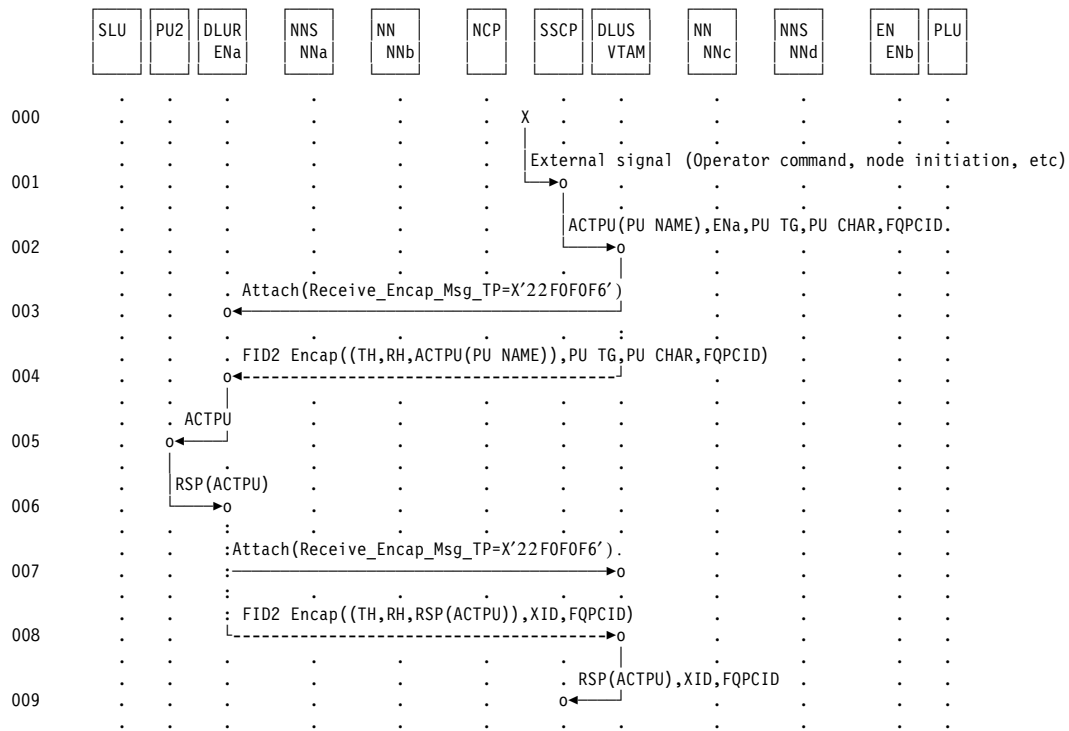 SLU PU2 DLUR NNS NN NCP SSCP DLUS NN NNS EN PLU
ENa NNa NNb VTAM NNc NNd ENb
000 X
External signal (Operator command, node initiation, etc)
001 o
ACTPU(PU NAME),ENa,PU TG,PU CHAR,FQPCID.
002 o
Attach(Receive_Encap_Msg_TP=X'22F0F0F6')
003 o
FID2 Encap((TH,RH,ACTPU(PU NAME)),PU TG,PU CHAR,FQPCID)
004 o
ACTPU
005 o
RSP(ACTPU)
006 o
Attach(Receive_Encap_Msg_TP=X'22F0F0F6').
007 o
FID2 Encap((TH,RH,RSP(ACTPU)),XID,FQPCID)
008 o
RSP(ACTPU),XID,FQPCID
009 o